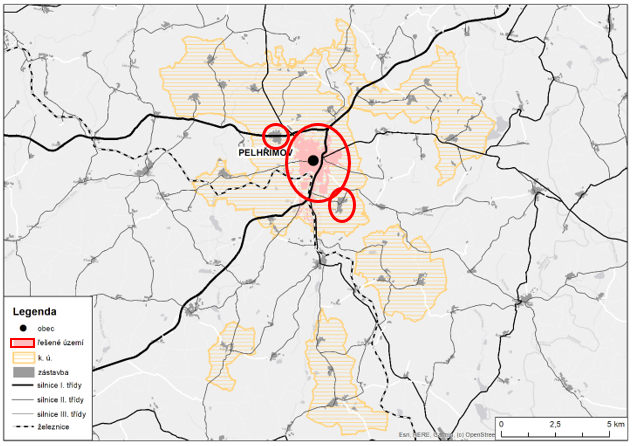 PELHŘIMOV
Legenda
obec
řešené území
k. ú.
zástavba
silnice I. třídy
silnice II. třídy
silnice III. třídy
železnice
Esri, HERE, Garmin, (c) OpenStree
0 2,5 5 km